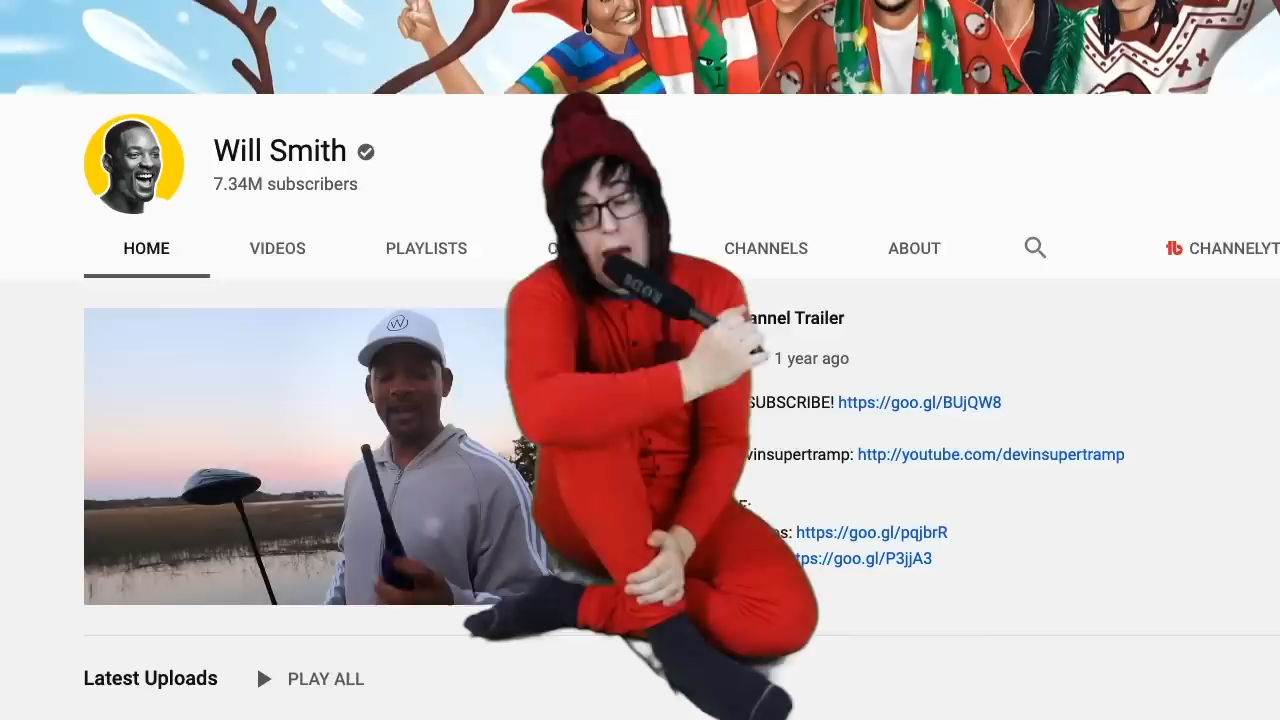 Will Smith
7.34M subscribers
HOME
VIDEOS
PLAYLISTS
CHANNELS
ABOUT
CHANNELYT
annel Trailer
1 year ago
SUBSCRIBE! https://goo.gl/BUjQW8
vinsupertramp: http://youtube.com/devinsupertramp
E:
s: https://goo.gl/pqjbrR
tps://goo.gl/P3jjA3
Latest Uploads
PLAY ALL